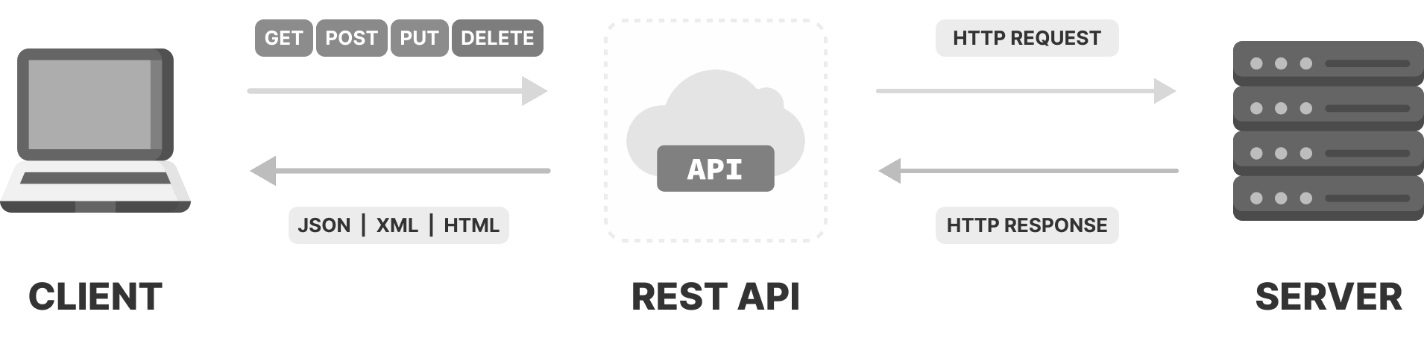 GET POST PUT DELETE
HTTP REQUEST
API
JSON | XML | HTML
HTTP RESPONSE
CLIENT
REST API
SERVER